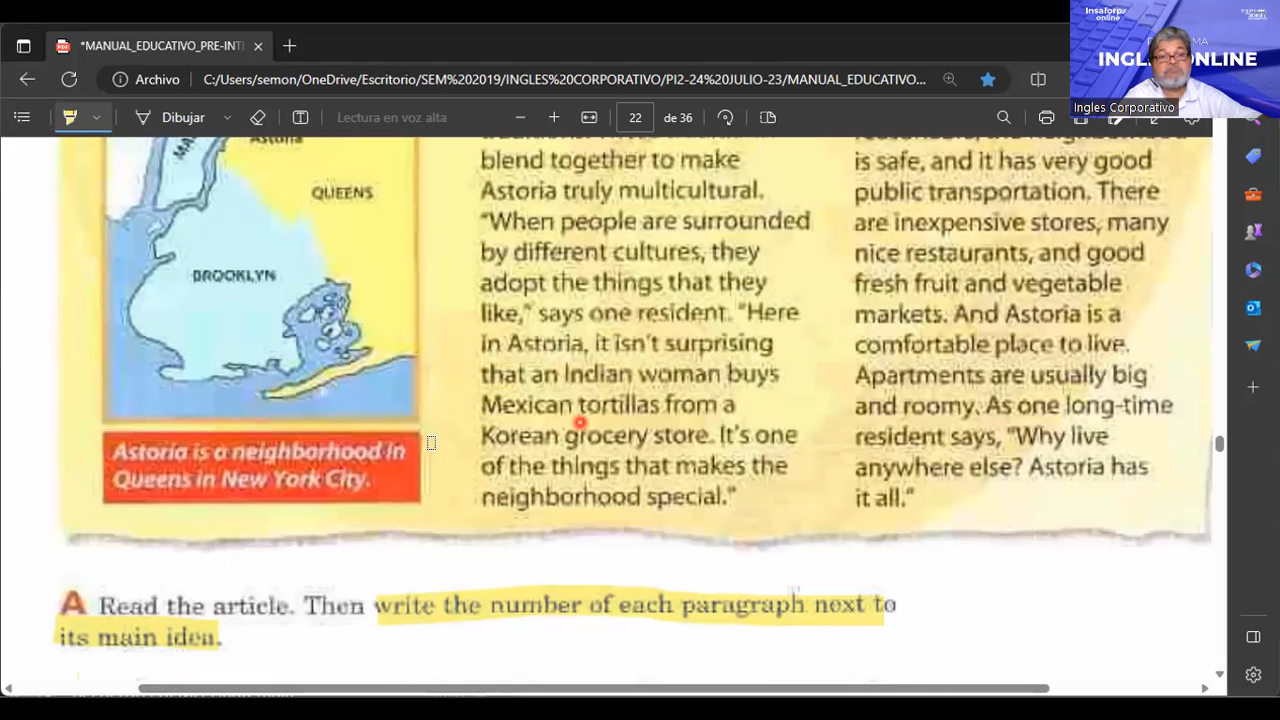 *MANUAL_EDUCATIVO_PRE-INT
Archivo
C:/Users/semon/OneDrive/Escritorio/SEM%202019/INGLES%20CORPORATIVO/PI2-24%20JULIO-23/MANUAL_EDUCATIVO...
Insaforp
online
INGL ONLINE
Ingles Corporativo
Dibujar
Lectura en voz alta
22
de 36
Astoria
QUEENS
BROOKLYN
Astoria is a neighborhood in
Queens in New York City.
blend together to make
Astoria truly multicultural.
"When people are surrounded
by different cultures, they
adopt the things that they
like," says one resident. "Here
in Astoria, it isn't surprising
that an Indian woman buys
Mexican tortillas from a
Korean grocery store. It's one
of the things that makes the
neighborhood special."
is safe, and it has very good
public transportation. There
are inexpensive stores, many
nice restaurants, and good
fresh fruit and vegetable
markets. And Astoria is a
comfortable place to live.
Apartments are usually big
and roomy. As one long-time
resident says, "Why live
anywhere else? Astoria has
it all."
A Read the article. Then write the number of each paragraph next to
its main idea.